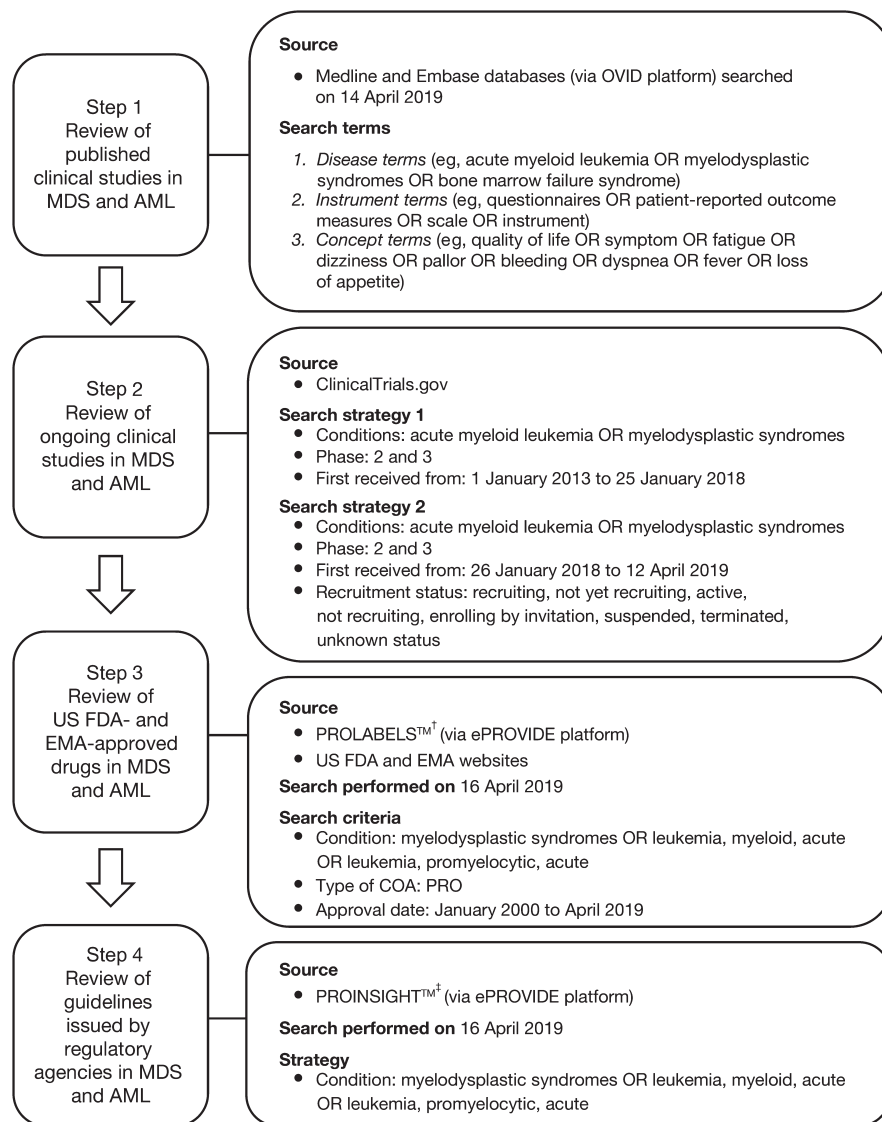 Step 1
Review of
published
clinical studies in
MDS and AML
Source
• Medline and Embase databases (via OVID platform) searched
on 14 April 2019
Search terms
1. Disease terms (eg, acute myeloid leukemia OR myelodysplastic
syndromes OR bone marrow failure syndrome)
2. Instrument terms (eg, questionnaires OR patient-reported outcome
measures OR scale OR instrument)
3. Concept terms (eg, quality of life OR symptom OR fatigue OR
dizziness OR pallor OR bleeding OR dyspnea OR fever OR loss
of appetite)
Step 2
Review of
ongoing clinical
studies in MDS
and AML
Source
• ClinicalTrials.gov
Search strategy 1
• Conditions: acute myeloid leukemia OR myelodysplastic syndromes
• Phase: 2 and 3
• First received from: 1 January 2013 to 25 January 2018
Search strategy 2
• Conditions: acute myeloid leukemia OR myelodysplastic syndromes
• Phase: 2 and 3
• First received from: 26 January 2018 to 12 April 2019
• Recruitment status: recruiting, not yet recruiting, active,
not recruiting, enrolling by invitation, suspended, terminated,
unknown status
Step 3
Review of
US FDA- and
EMA-approved
drugs in MDS
and AML
Source
• PROLABELS™† (via ePROVIDE platform)
• US FDA and EMA websites
Search performed on 16 April 2019
Search criteria
• Condition: myelodysplastic syndromes OR leukemia, myeloid, acute
OR leukemia, promyelocytic, acute
• Type of COA: PRO
• Approval date: January 2000 to April 2019
Step 4
Review of
guidelines
issued by
regulatory
agencies in MDS
and AML
Source
• PROINSIGHT™‡ (via ePROVIDE platform)
Search performed on 16 April 2019
Strategy
• Condition: myelodysplastic syndromes OR leukemia, myeloid, acute
OR leukemia, promyelocytic, acute